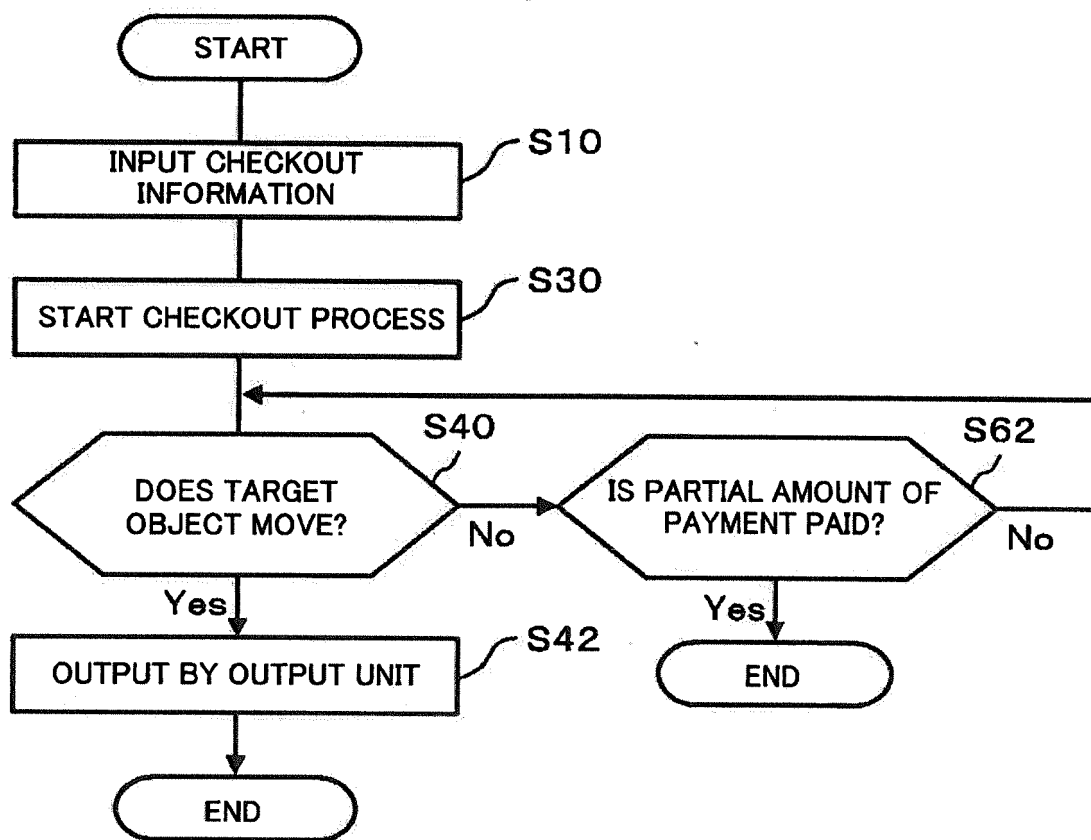 START
S10
INPUT CHECKOUT
INFORMATION
S30
START CHECKOUT PROCESS
S40
DOES TARGET
OBJECT MOVE?
No
S62
IS PARTIAL AMOUNT OF
PAYMENT PAID?
No
Yes
Yes
S42
OUTPUT BY OUTPUT UNIT
END
END